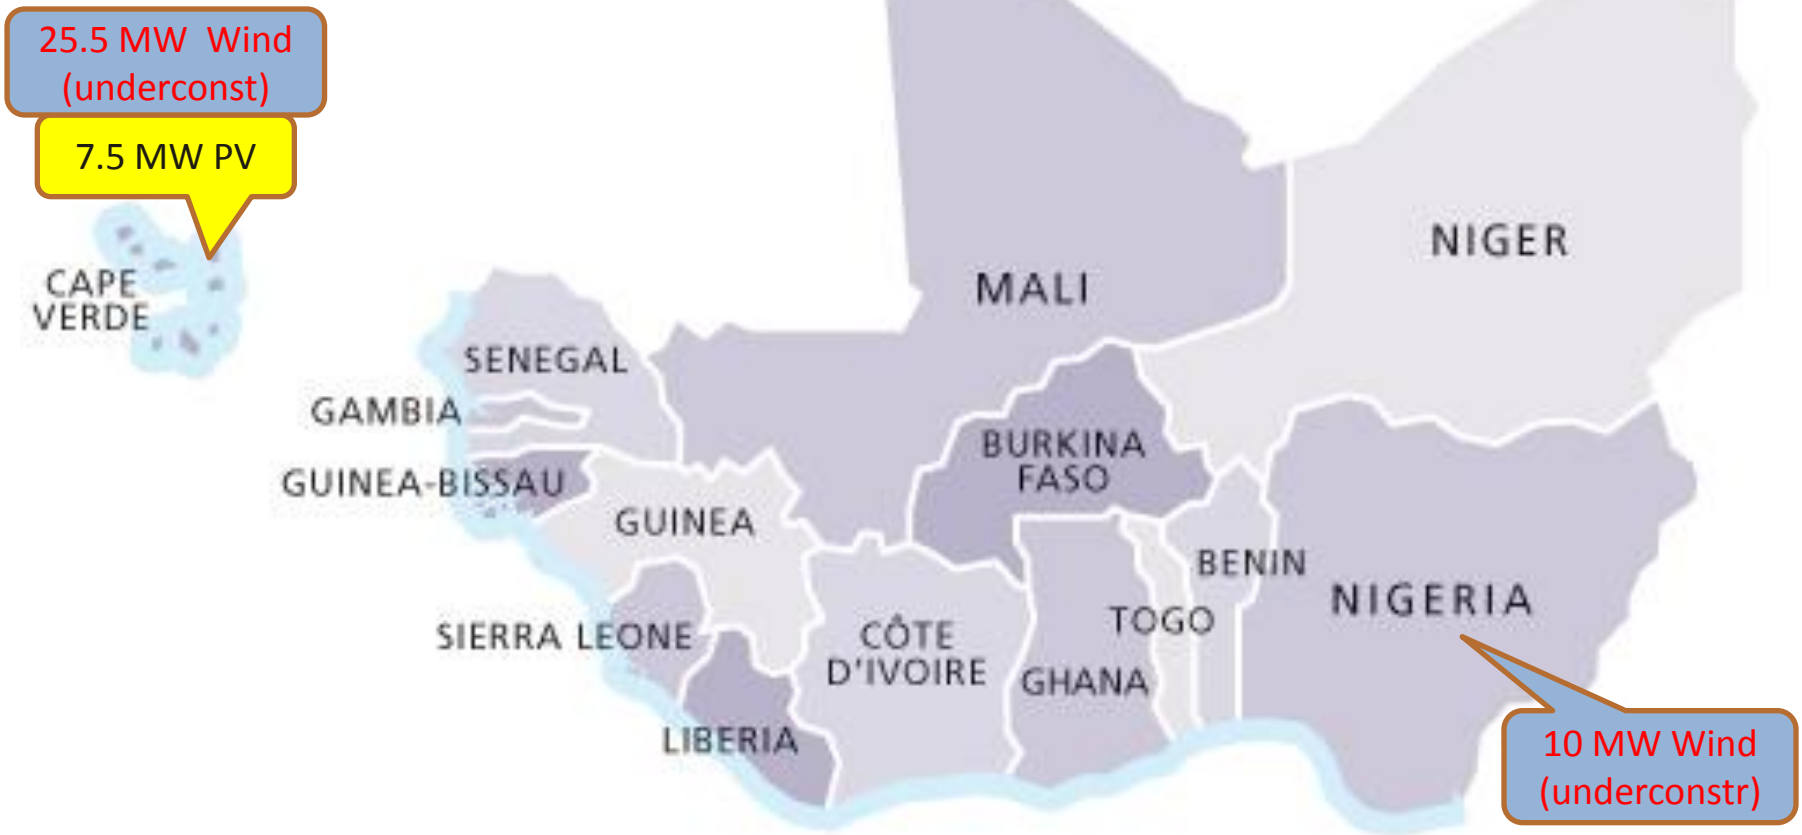 25.5 MW  Wind
(underconst)
7.5 MW PV
CAPE
VERDE
NIGER
MALI
SENEGAL
GAMBIA
BURKINA
FASO
GUINEA-BISSAU
GUINEA
BENIN
NIGERIA
TOGO
SIERRA LEONE
CÔTE
D'IVOIRE
GHANA
LIBERIA
10 MW Wind
(underconstr)